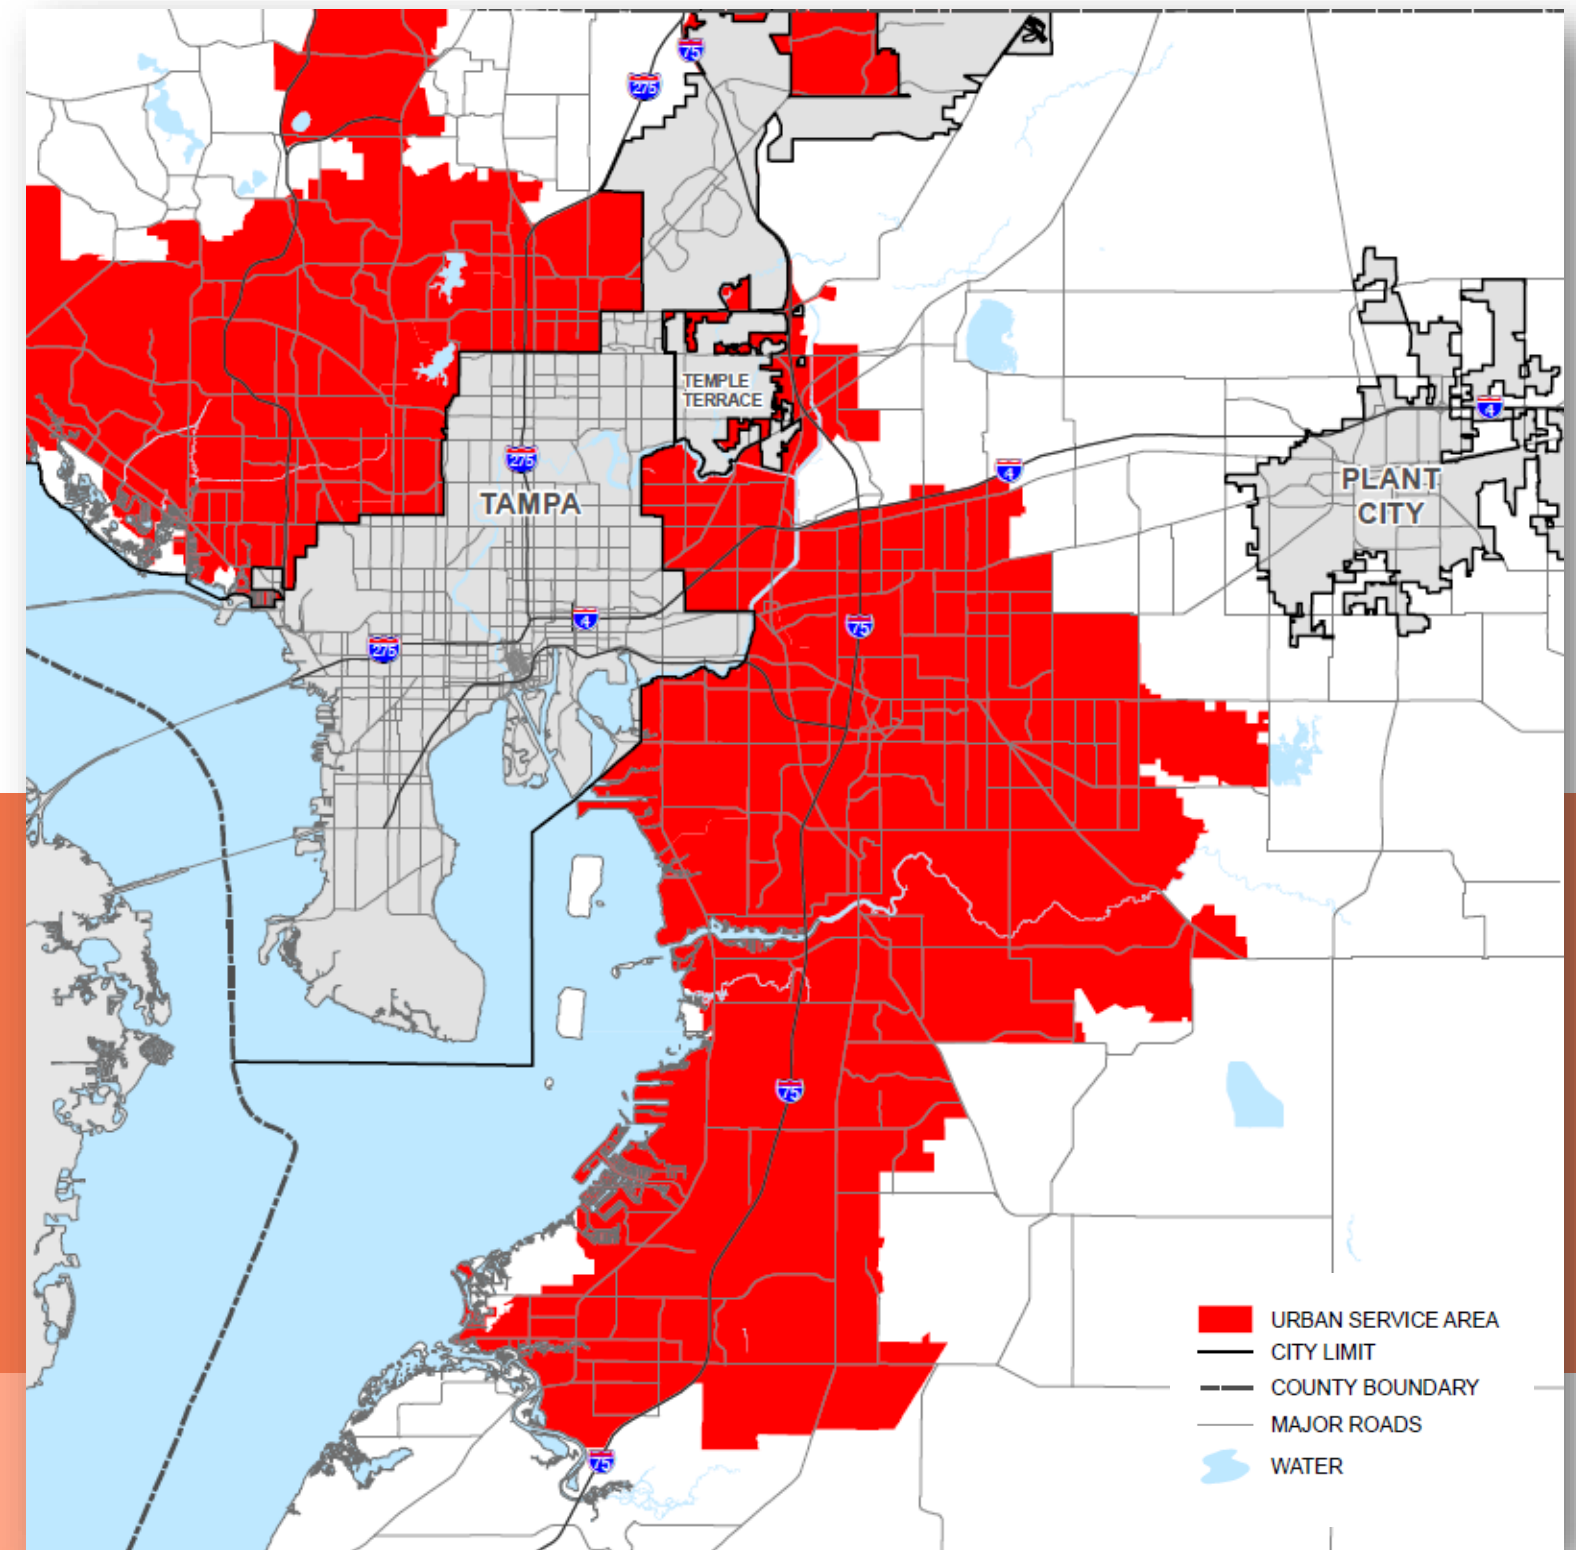 75
275
TEMPLE
TERRACE
4
275
4
TAMPA
PLANT
CITY
4
75
275
75
URBAN SERVICE AREA
CITY LIMIT
COUNTY BOUNDARY
MAJOR ROADS
WATER
75